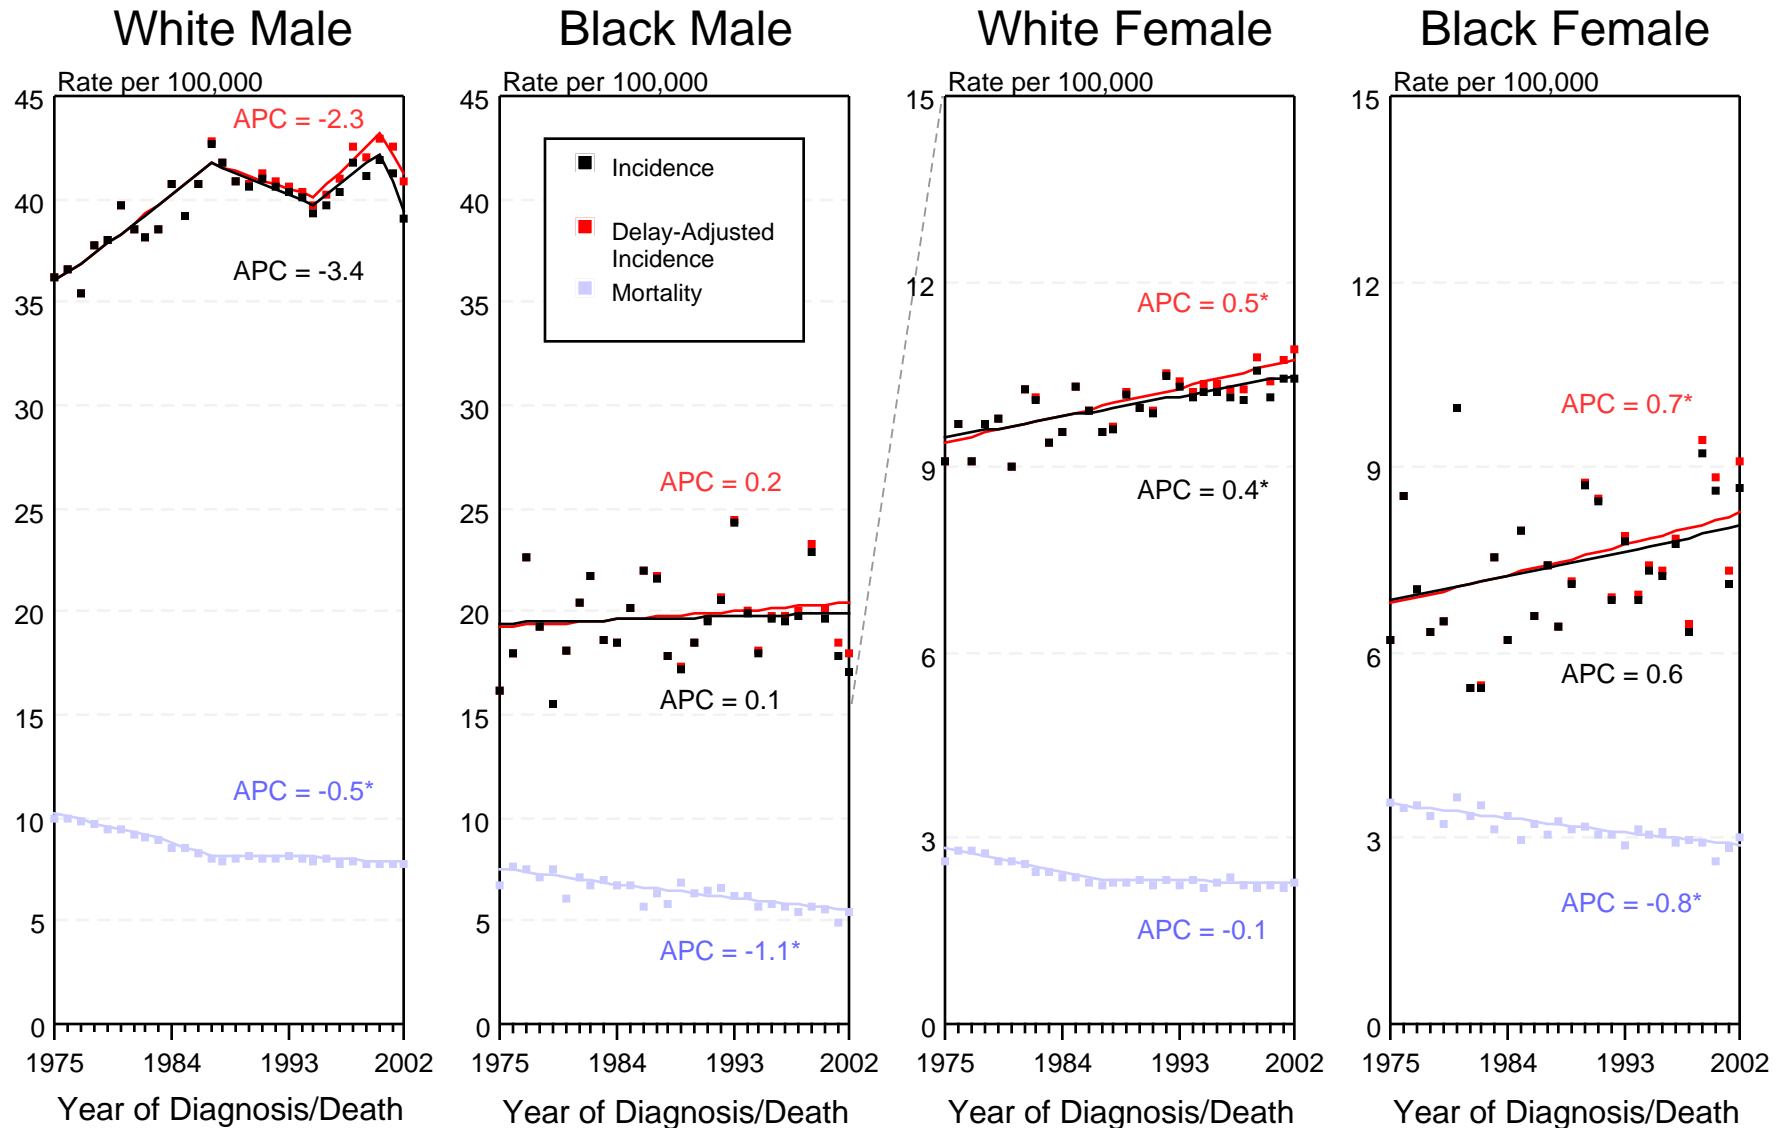 White Male
Black Male
White Female
Black Female
Rate per 100,000
45
40
35
30
25
20
15
10
5
0
APC = -2.3
APC = -3.4
APC = -0.5*
1975
1984
1993
2002
Year of Diagnosis/Death
Rate per 100,000
45
40
35
30
25
20
15
10
5
0
Incidence
Delay-Adjusted
Incidence
Mortality
APC = 0.2
APC = 0.1
APC = -1.1*
1975
1984
1993
2002
Year of Diagnosis/Death
Rate per 100,000
15
12
9
6
3
0
APC = 0.5*
APC = 0.4*
APC = -0.1
1975
1984
1993
2002
Year of Diagnosis/Death
Rate per 100,000
15
12
9
6
3
0
APC = 0.7*
APC = 0.6
APC = -0.8*
1975
1984
1993
2002
Year of Diagnosis/Death